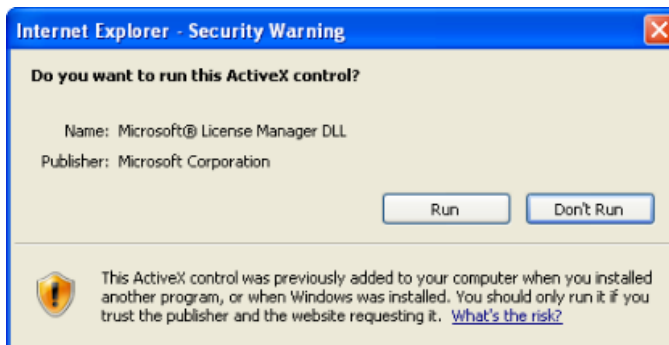 Internet Explorer - Security Warning
Do you want to run this ActiveX control?
Name: Microsoft® License Manager DLL
Publisher: Microsoft Corporation
Run Don't Run
This ActiveX control was previously added to your computer when you installed
another program, or when Windows was installed. You should only run it if you
trust the publisher and the website requesting it. What's the risk?